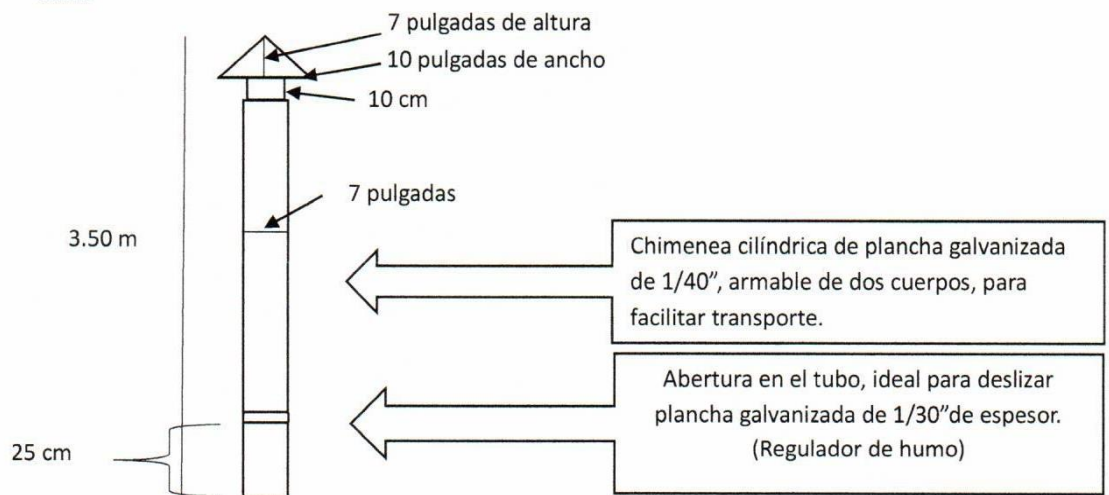 7 pulgadas de altura
10 pulgadas de ancho
10 cm
7 pulgadas
3.50 m
Chimenea cilíndrica de plancha galvanizada
de 1/40”, armable de dos cuerpos, para
facilitar transporte.
Abertura en el tubo, ideal para deslizar
plancha galvanizada de 1/30”de espesor.
(Regulador de humo)
25 cm